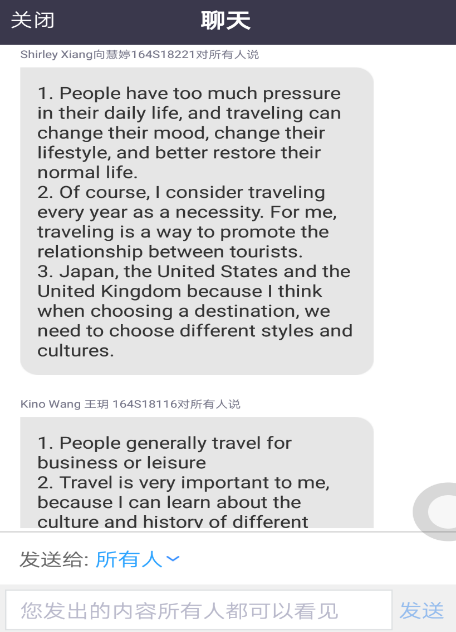 关闭
聊天
Shirley Xiang向慧婷164S18221对所有人说
1. People have too much pressure
in their daily life, and traveling can
change their mood, change their
lifestyle, and better restore their
normal life.
2. Of course, I consider traveling
every year as a necessity. For me,
traveling is a way to promote the
relationship between tourists.
3. Japan, the United States and the
United Kingdom because I think
when choosing a destination, we
need to choose different styles and
cultures.
Kino Wang 王玥 164S18116对所有人说
1. People generally travel for
business or leisure
2. Travel is very important to me,
because I can learn about the
culture and history of different
发送给: 所有人
您发出的内容所有人都可以看见
发送